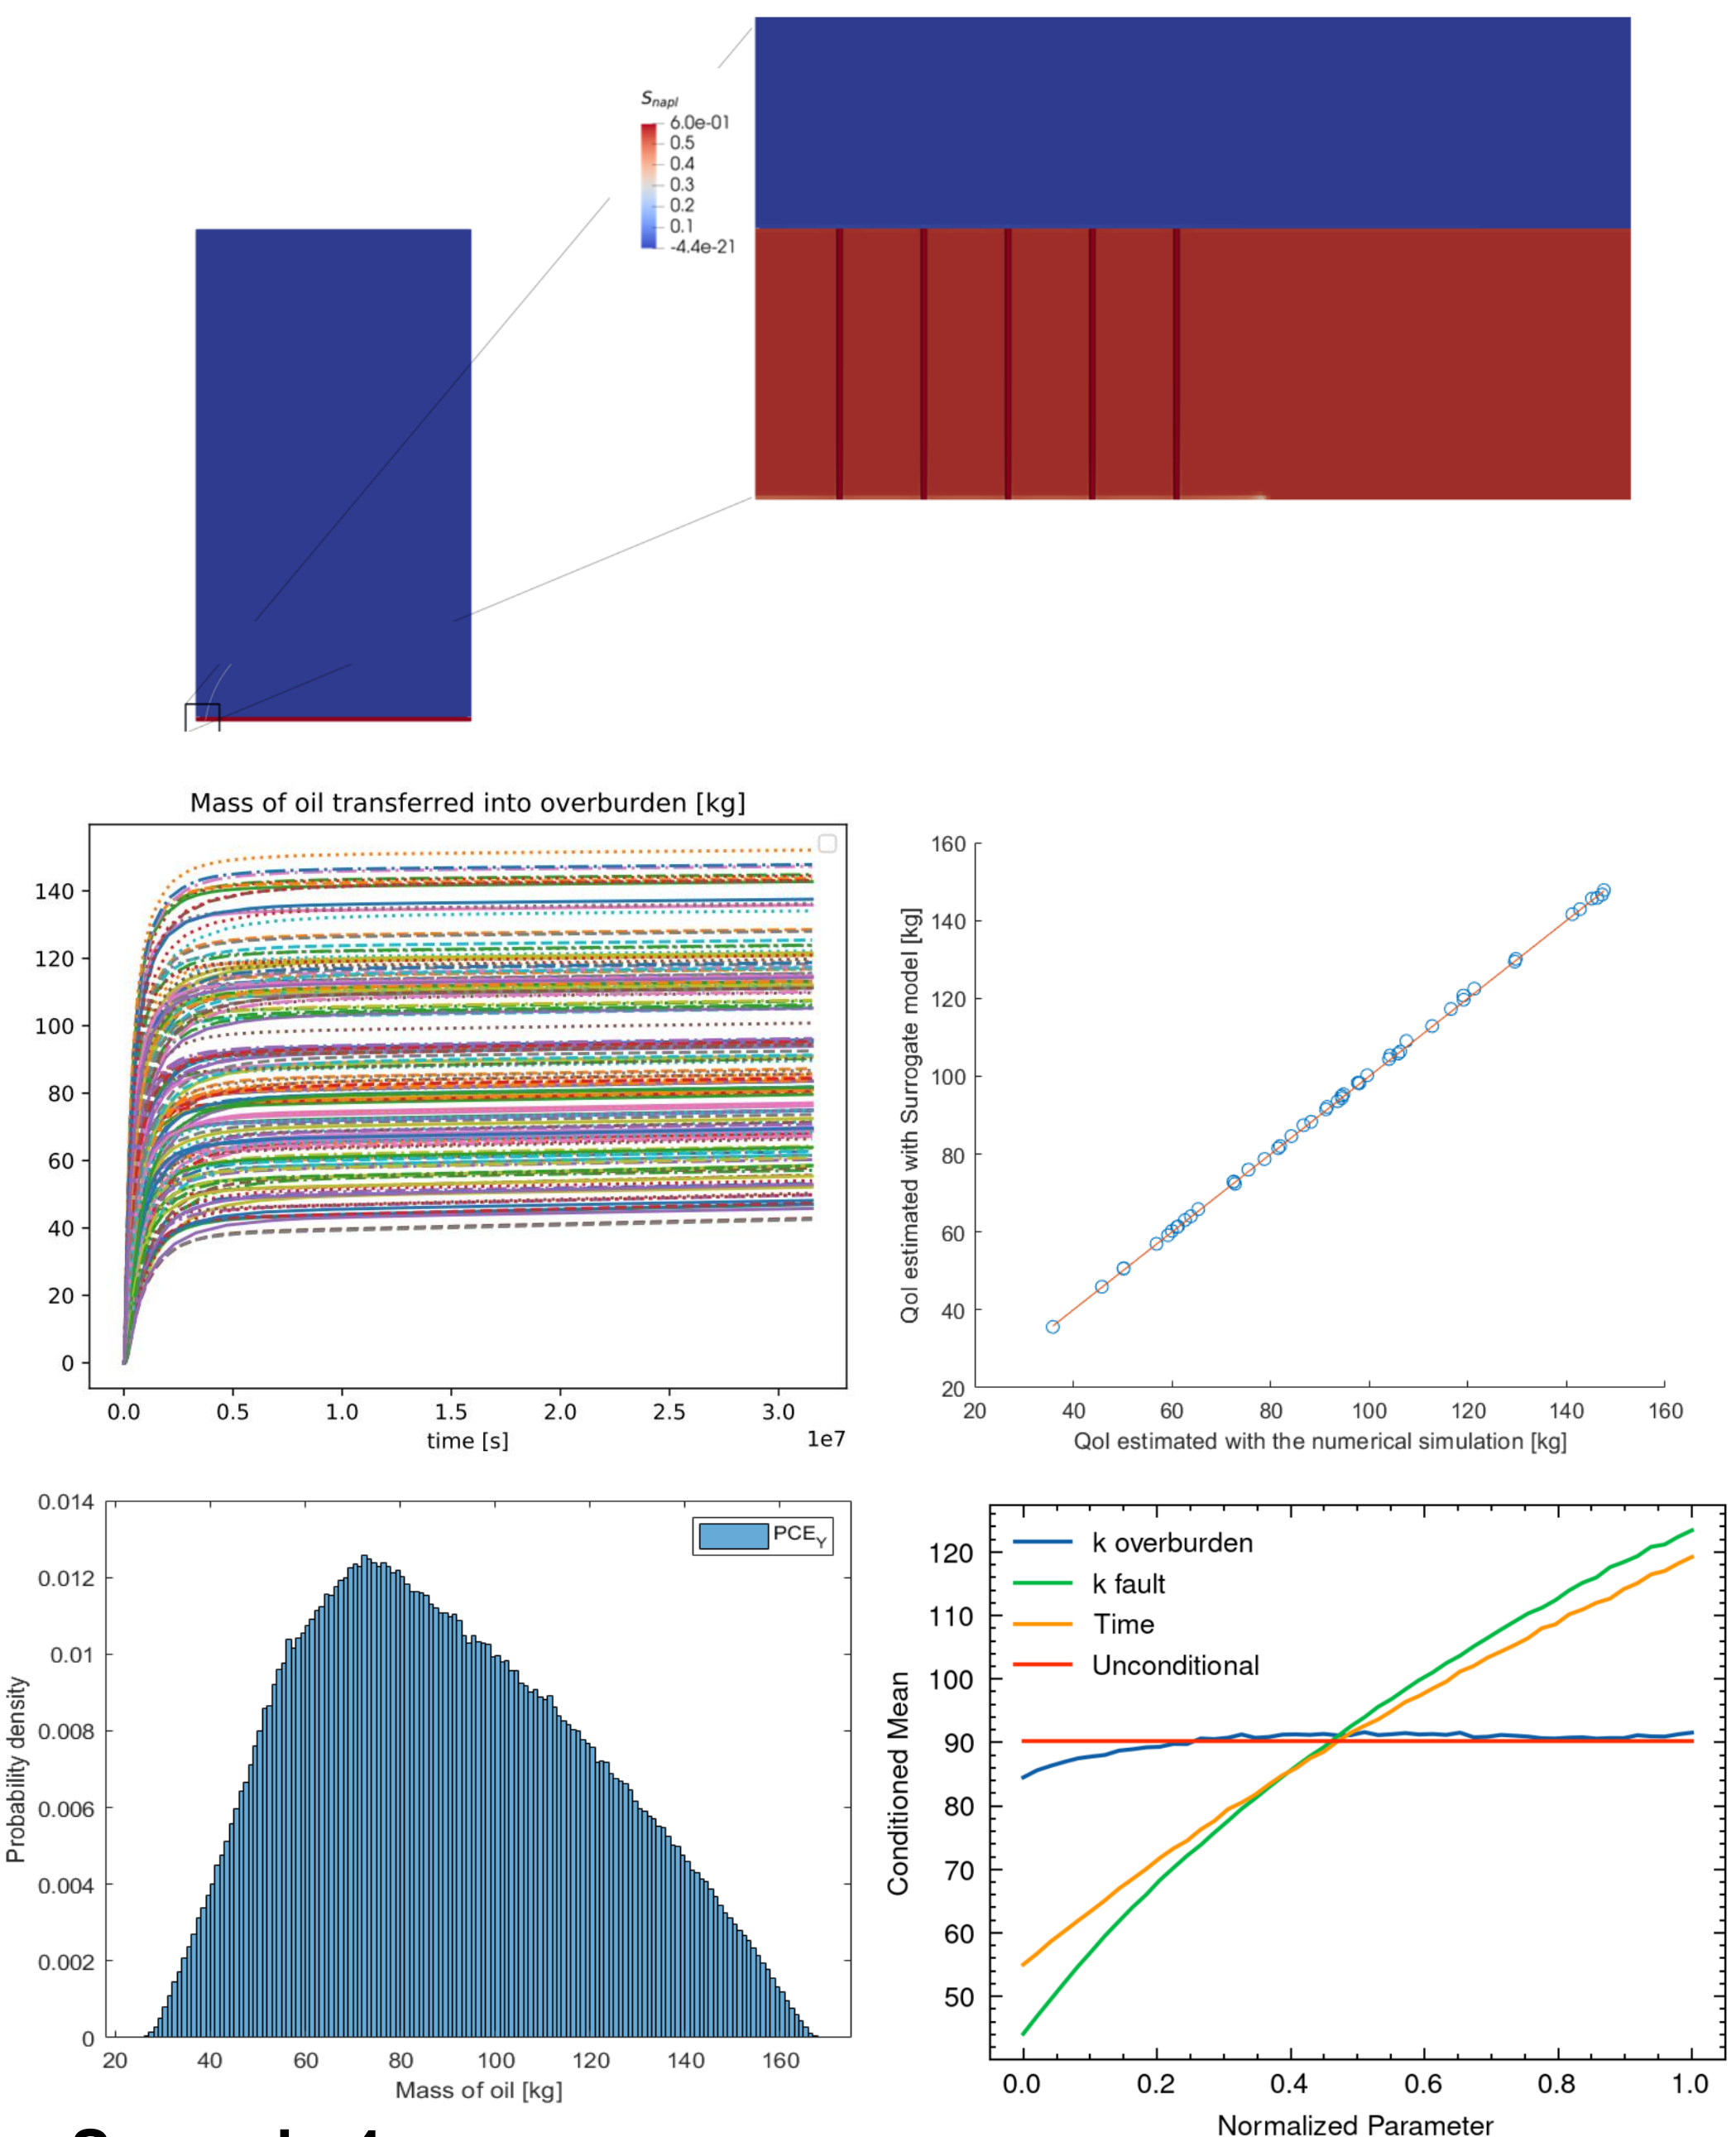 S_napl
6.0e-01
0.5
0.4
0.3
0.2
0.1
-4.4e-21
Mass of oil transferred into overburden [kg]
140
120
100
80
60
40
20
0
0.0 0.5 1.0 1.5 2.0 2.5 3.0
1e7
time [s]
QoI estimated with Surrogate model [kg]
160
140
120
100
80
60
40
20
20 40 60 80 100 120 140 160
QoI estimated with the numerical simulation [kg]
Probability density
0.014
0.012
0.01
0.008
0.006
0.004
0.002
0
PCE_Y
20 40 60 80 100 120 140 160
Mass of oil [kg]
Conditioned Mean
k overburden
k fault
Time
Unconditional
120
110
100
90
80
70
60
50
0.0 0.2 0.4 0.6 0.8 1.0
Normalized Parameter